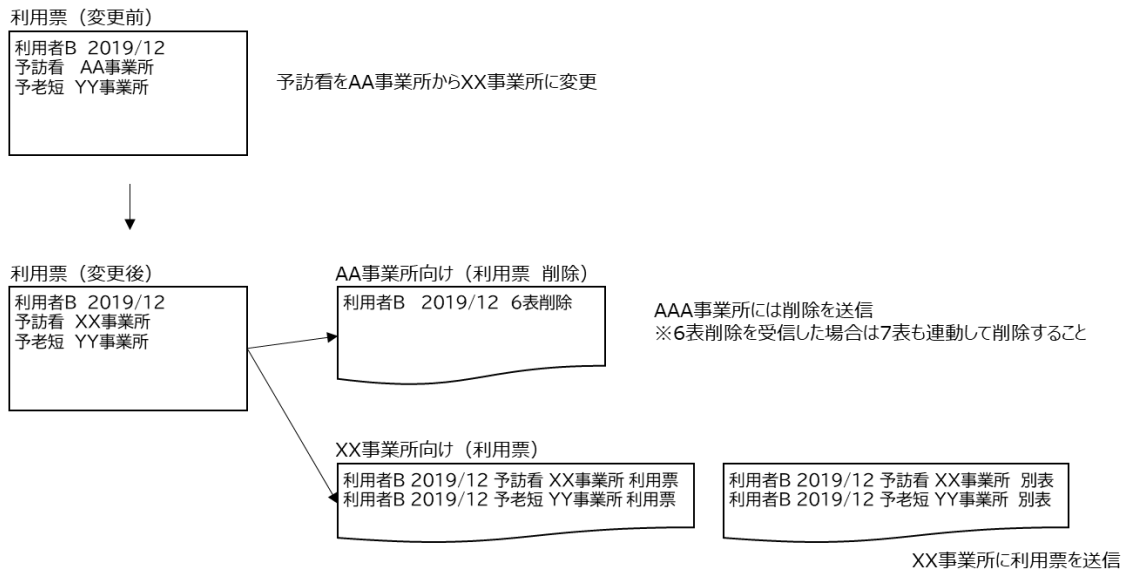 利用票（変更前）
利用者B 2019/12
予訪看 AA事業所
予老短 YY事業所
予訪看をAA事業所からXX事業所に変更
利用票（変更後）
利用者B 2019/12
予訪看 XX事業所
予老短 YY事業所
AA事業所向け（利用票 削除）
利用者B 2019/12 6表削除
AAA事業所には削除を送信
※6表削除を受信した場合は7表も連動して削除すること
XX事業所向け（利用票）
利用者B 2019/12 予訪看 XX事業所 利用票
利用者B 2019/12 予老短 YY事業所 利用票
利用者B 2019/12 予訪看 XX事業所 別表
利用者B 2019/12 予老短 YY事業所 別表
XX事業所に利用票を送信